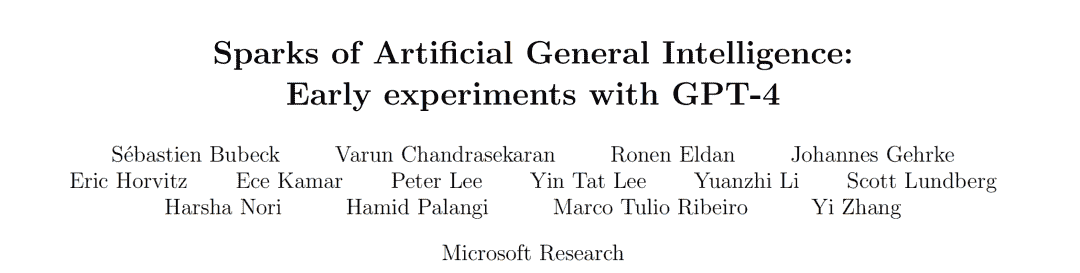 Sparks of Artificial General Intelligence:
Early experiments with GPT-4
Sébastien Bubeck Varun Chandrasekaran Ronen Eldan Johannes Gehrke
Eric Horvitz Ece Kamar Peter Lee Yin Tat Lee Yuanzhi Li Scott Lundberg
Harsha Nori Hamid Palangi Marco Tulio Ribeiro Yi Zhang
Microsoft Research